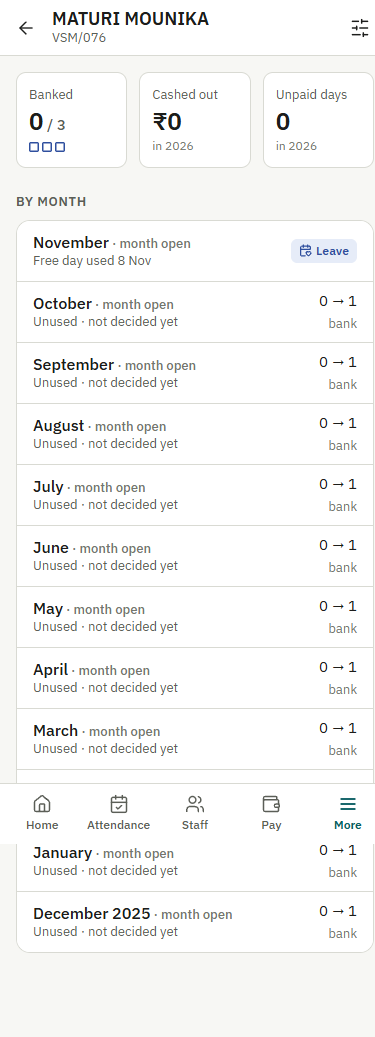 MATURI MOUNIKA
VSM/076
Banked
0 / 3
Cashed out
₹0
in 2026
Unpaid days
0
in 2026
BY MONTH
November · month open
Free day used 8 Nov
Leave
October · month open
Unused · not decided yet
0 → 1
bank
September · month open
Unused · not decided yet
0 → 1
bank
August · month open
Unused · not decided yet
0 → 1
bank
July · month open
Unused · not decided yet
0 → 1
bank
June · month open
Unused · not decided yet
0 → 1
bank
May · month open
Unused · not decided yet
0 → 1
bank
April · month open
Unused · not decided yet
0 → 1
bank
March · month open
Unused · not decided yet
0 → 1
bank
Home
Attendance
Staff
Pay
More
January · month open
Unused · not decided yet
0 → 1
bank
December 2025 · month open
Unused · not decided yet
0 → 1
bank